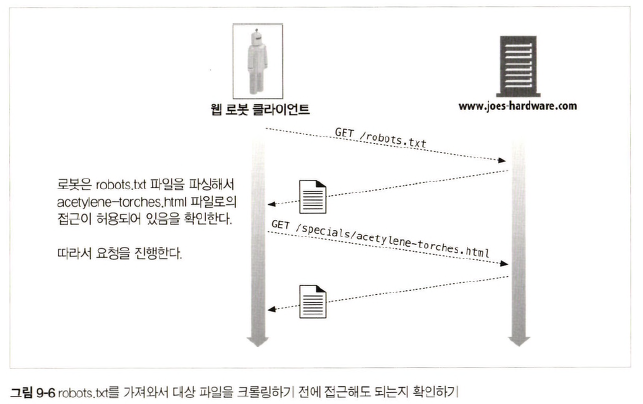 웹 로봇 클라이언트
www.joes-hardware.com
GET /robots.txt
로봇은 robots.txt 파일을 파싱해서
acetylene-torches.html 파일로의
접근이 허용되어 있음을 확인한다.
GET /specials/acetylene-torches.html
따라서 요청을 진행한다.
그림 9-6 robots.txt를 가져와서 대상 파일을 크롤링하기 전에 접근해도 되는지 확인하기